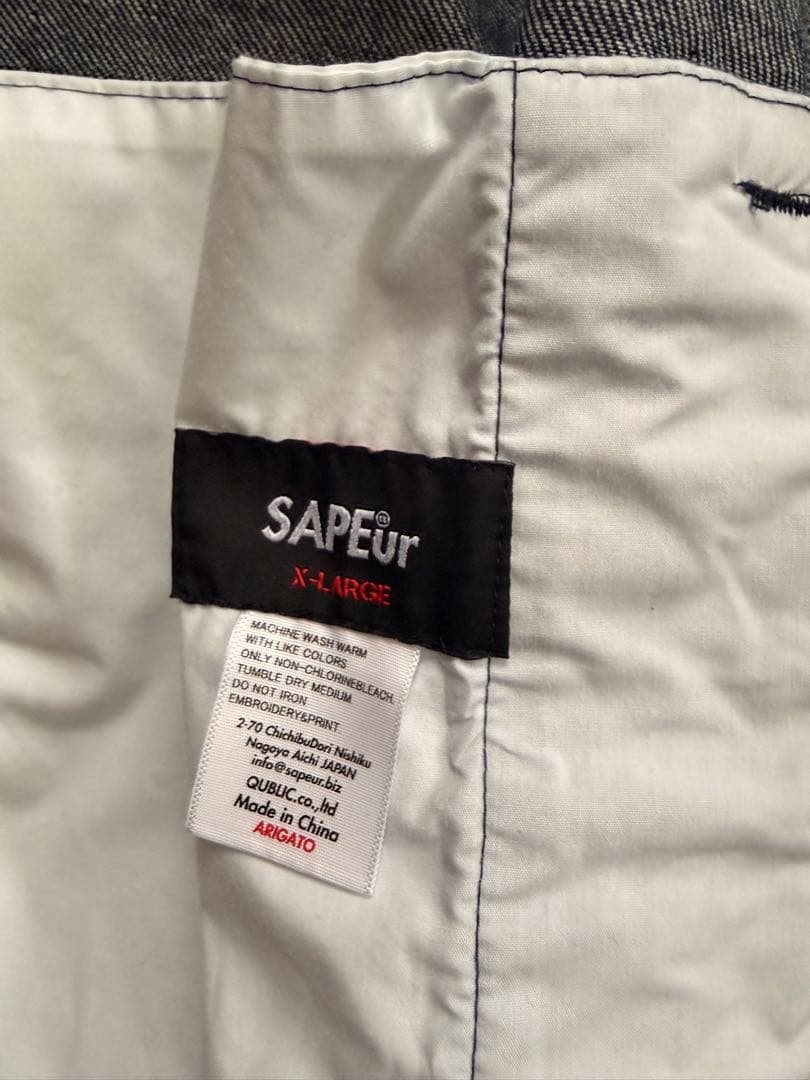 SAPEur®
X-LARGE
MACHINE WASH WARM
WITH LIKE COLORS
ONLY NON-CHLORINEBLEACH.
TUMBLE DRY MEDIUM
DO NOT IRON
EMBROIDERY&PRINT.
2-70 ChichibuDori Nishiku
Nagoya Aichi JAPAN
info@sapeur.biz
QUBLIC.co.,ltd
Made in China
ARIGATO